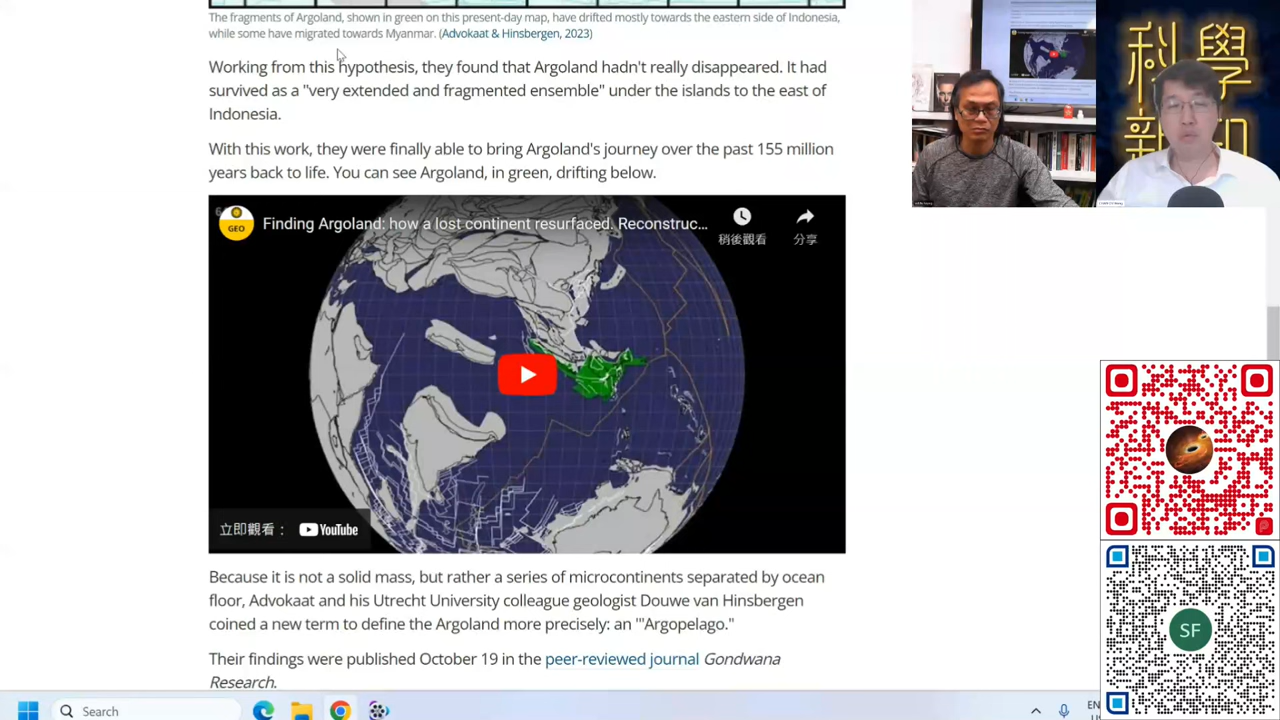 The fragments of Argoland, shown in green on this present-day map, have drifted mostly towards the eastern side of Indonesia,
while some have migrated towards Myanmar. (Advokaat & Hinsbergen, 2023)
Working from this hypothesis, they found that Argoland hadn't really disappeared. It had
survived as a "very extended and fragmented ensemble" under the islands to the east of
Indonesia.
With this work, they were finally able to bring Argoland's journey over the past 155 million
years back to life. You can see Argoland, in green, drifting below.
GEO
Finding Argoland: how a lost continent resurfaced. Reconstruc...
稍後觀看
分享
立即觀看：
YouTube
Because it is not a solid mass, but rather a series of microcontinents separated by ocean
floor, Advokaat and his Utrecht University colleague geologist Douwe van Hinsbergen
coined a new term to define the Argoland more precisely: an '"Argopelago."
Their findings were published October 19 in the peer-reviewed journal Gondwana
Research.
科學
新知
SF
Search
EN